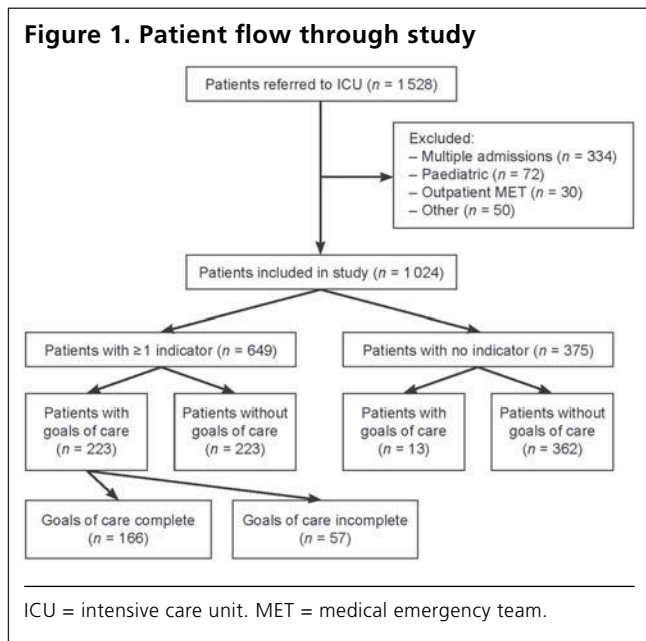 Figure 1. Patient flow through study
Patients referred to ICU (n = 1528)
Excluded:
– Multiple admissions (n = 334)
– Paediatric (n = 72)
– Outpatient MET (n = 30)
– Other (n = 50)
Patients included in study (n = 1024)
Patients with ≥1 indicator (n = 649)
Patients with no indicator (n = 375)
Patients with
goals of care
(n = 223)
Patients without
goals of care
(n = 223)
Patients with
goals of care
(n = 13)
Patients without
goals of care
(n = 362)
Goals of care complete
(n = 166)
Goals of care incomplete
(n = 57)
ICU = intensive care unit. MET = medical emergency team.